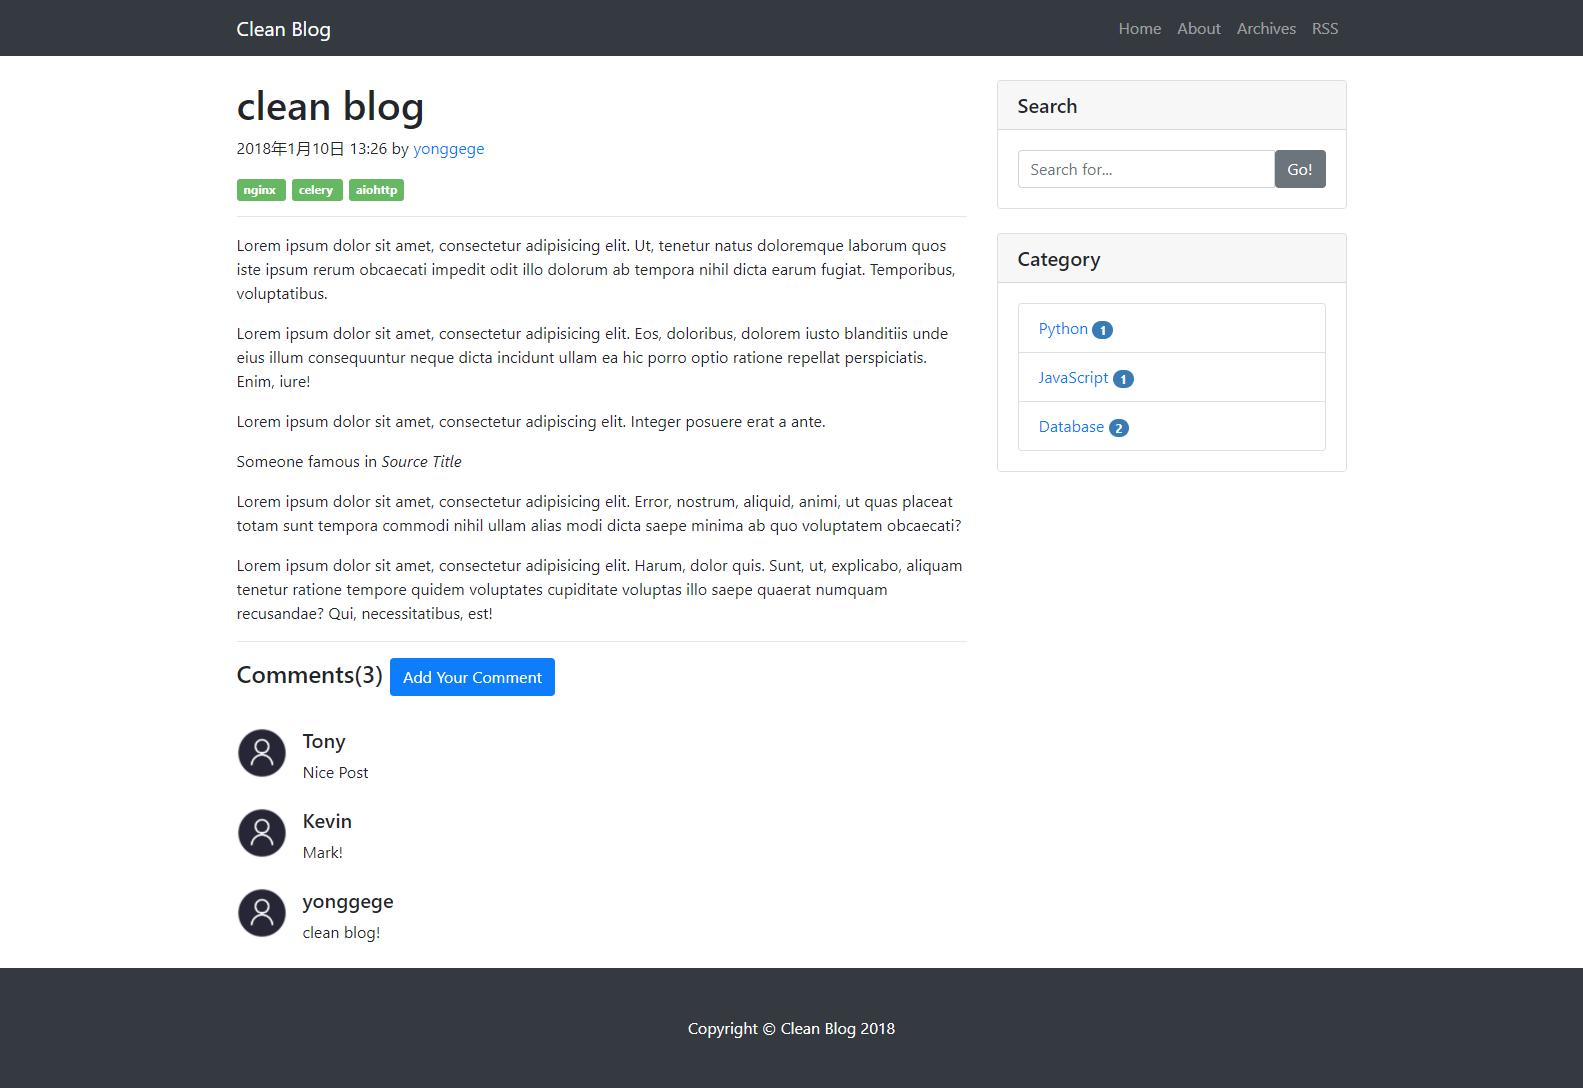 Clean Blog
Home About Archives RSS
clean blog
2018年1月10日 13:26 by yonggege
nginx celery aiohttp
Lorem ipsum dolor sit amet, consectetur adipisicing elit. Ut, tenetur natus doloremque laborum quos
iste ipsum rerum obcaecati impedit odit illo dolorum ab tempora nihil dicta earum fugiat. Temporibus,
voluptatibus.
Lorem ipsum dolor sit amet, consectetur adipisicing elit. Eos, doloribus, dolorem iusto blanditiis unde
eius illum consequuntur neque dicta incidunt ullam ea hic porro optio ratione repellat perspiciatis.
Enim, iure!
Lorem ipsum dolor sit amet, consectetur adipiscing elit. Integer posuere erat a ante.
Someone famous in Source Title
Lorem ipsum dolor sit amet, consectetur adipisicing elit. Error, nostrum, aliquid, animi, ut quas placeat
totam sunt tempora commodi nihil ullam alias modi dicta saepe minima ab quo voluptatem obcaecati?
Lorem ipsum dolor sit amet, consectetur adipisicing elit. Harum, dolor quis. Sunt, ut, explicabo, aliquam
tenetur ratione tempore quidem voluptates cupiditate voluptas illo saepe quaerat numquam
recusandae? Qui, necessitatibus, est!
Comments(3) Add Your Comment
Tony
Nice Post
Kevin
Mark!
yonggege
clean blog!
Search
Search for... Go!
Category
Python 1
JavaScript 1
Database 2
Copyright © Clean Blog 2018